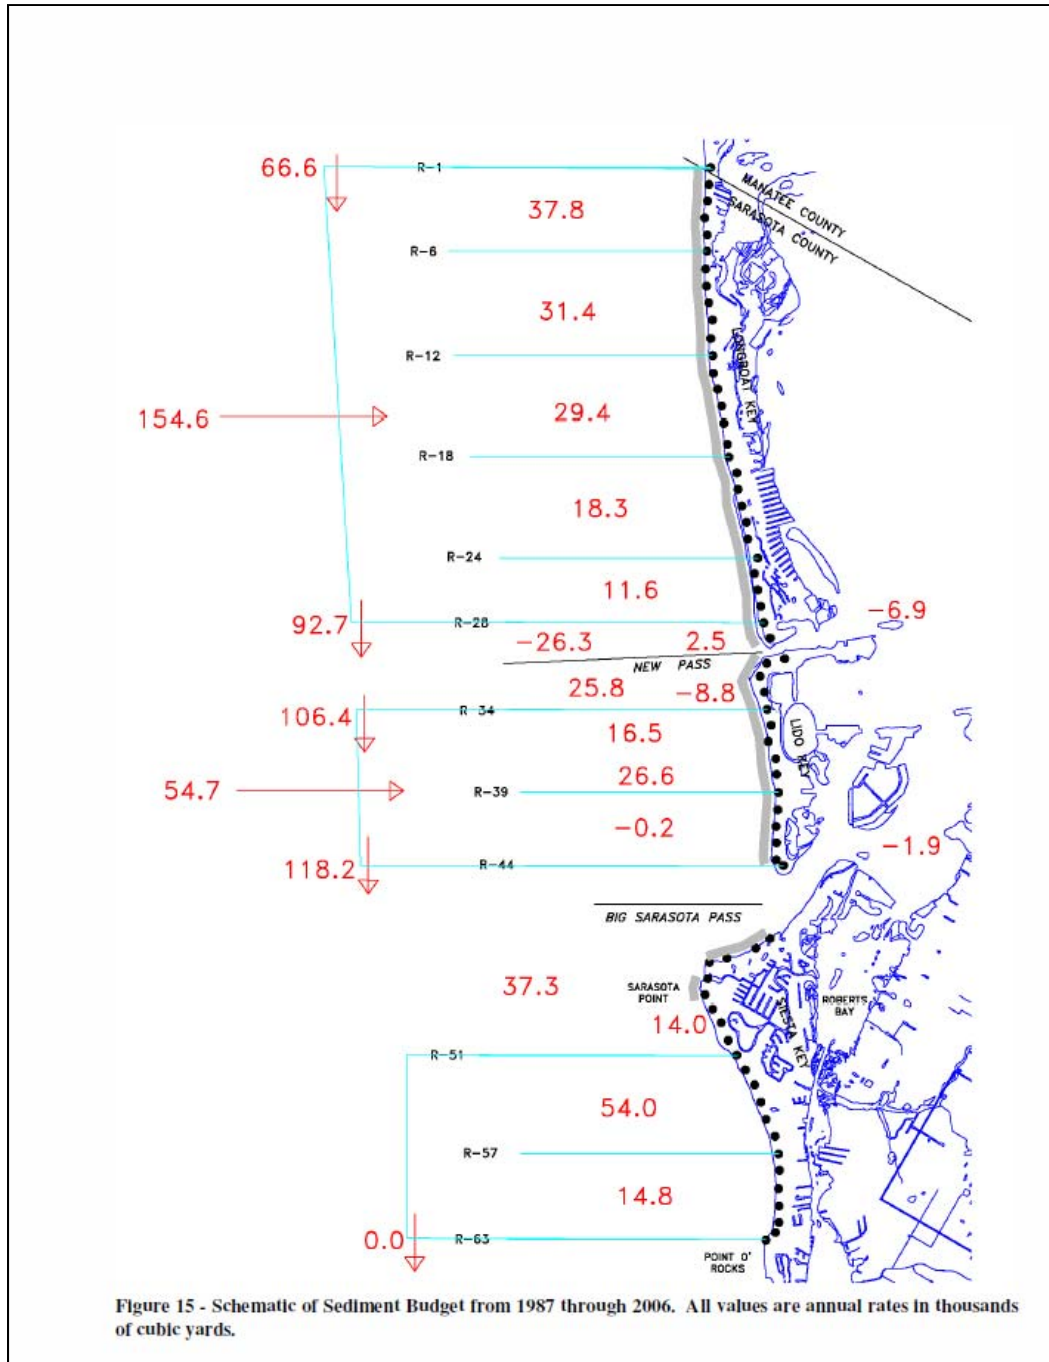 66.6
R-1
MANATEE COUNTY
SARASOTA COUNTY
37.8
R-6
31.4
R-12
LONGBOAT KEY
154.6
29.4
R-18
18.3
R-24
11.6
-6.9
92.7
R-28
-26.3
2.5
NEW PASS
25.8
-8.8
106.4
R-34
16.5
LIDO KEY
26.6
54.7
R-39
-0.2
-1.9
118.2
R-44
BIG SARASOTA PASS
37.3
SARASOTA
POINT
ROBERTS
BAY
SIESTA KEY
14.0
R-51
54.0
R-57
14.8
0.0
R-63
POINT O'
ROCKS
Figure 15 - Schematic of Sediment Budget from 1987 through 2006. All values are annual rates in thousands
of cubic yards.